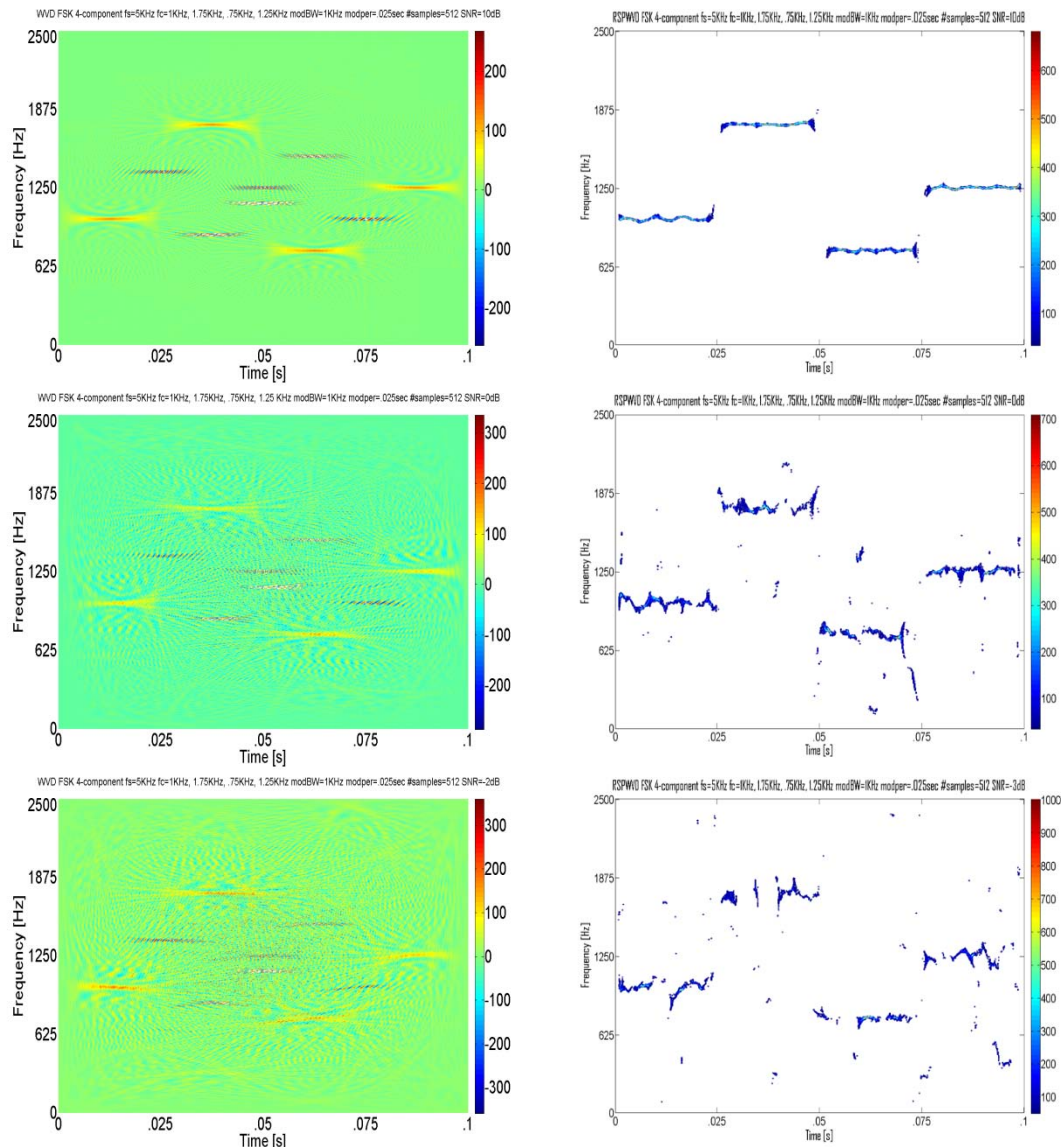 WVD FSK 4-component fs=5KHz fc=1KHz, 1.75KHz, .75KHz, 1.25KHz modBW=1KHz modper=.025sec #samples=512 SNR=10dB
2500
1875
1250
625
0
Frequency [Hz]
0 .025 .05 .075 .1
Time [s]
200
100
0
-100
-200
RSPWVD FSK 4-component fs=5KHz fc=1KHz, 1.75KHz, .75KHz, 1.25KHz modBW=1KHz modper=.025sec #samples=512 SNR=10dB
2500
1875
1250
625
0
Frequency [Hz]
0 .025 .05 .075 .1
Time [s]
600
500
400
300
200
100
WVD FSK 4-component fs=5KHz fc=1KHz, 1.75KHz, .75KHz, 1.25 KHz modBW=1KHz modper=.025sec #samples=512 SNR=0dB
2500
1875
1250
625
0
Frequency [Hz]
0 .025 .05 .075 .1
Time [s]
300
200
100
0
-100
-200
RSPWVD FSK 4-component fs=5KHz fc=1KHz, 1.75KHz, .75KHz, 1.25KHz modBW=1KHz modper=.025sec #samples=512 SNR=0dB
2500
1875
1250
625
0
Frequency [Hz]
0 .025 .05 .075 .1
Time [s]
700
600
500
400
300
200
100
WVD FSK 4-component fs=5KHz fc=1KHz, 1.75KHz, .75KHz, 1.25KHz modBW=1KHz modper=.025sec #samples=512 SNR=-2dB
2500
1875
1250
625
0
Frequency [Hz]
0 .025 .05 .075 .1
Time [s]
300
200
100
0
-100
-200
-300
RSPWVD FSK 4-component fs=5KHz fc=1KHz, 1.75KHz, .75KHz, 1.25KHz modBW=1KHz modper=.025sec #samples=512 SNR=-3dB
2500
1875
1250
625
0
Frequency [Hz]
0 .025 .05 .075 .1
Time [s]
1000
900
800
700
600
500
400
300
200
100